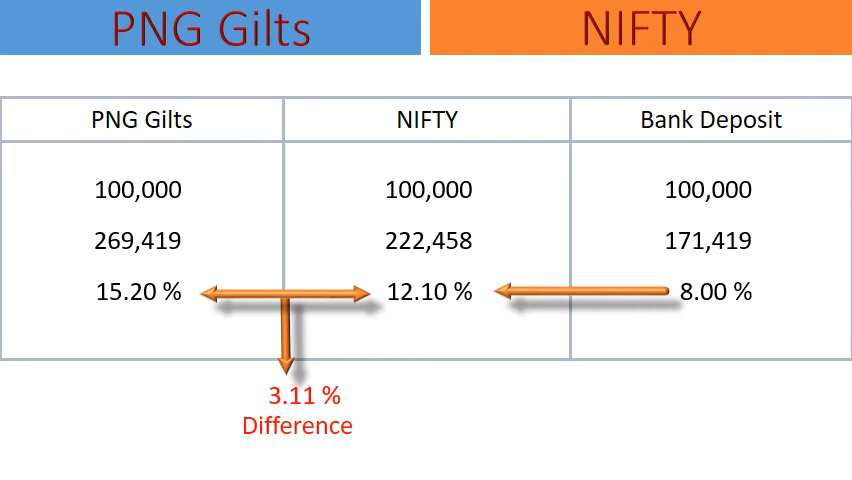 PNG Gilts NIFTY
PNG Gilts NIFTY Bank Deposit
100,000 100,000 100,000
269,419 222,458 171,419
15.20 % 12.10 % 8.00 %
3.11 %
Difference